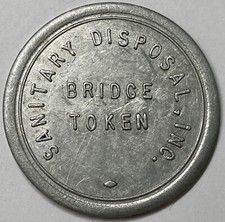 SANITARY DISPOSAL, INC.
BRIDGE
TOKEN